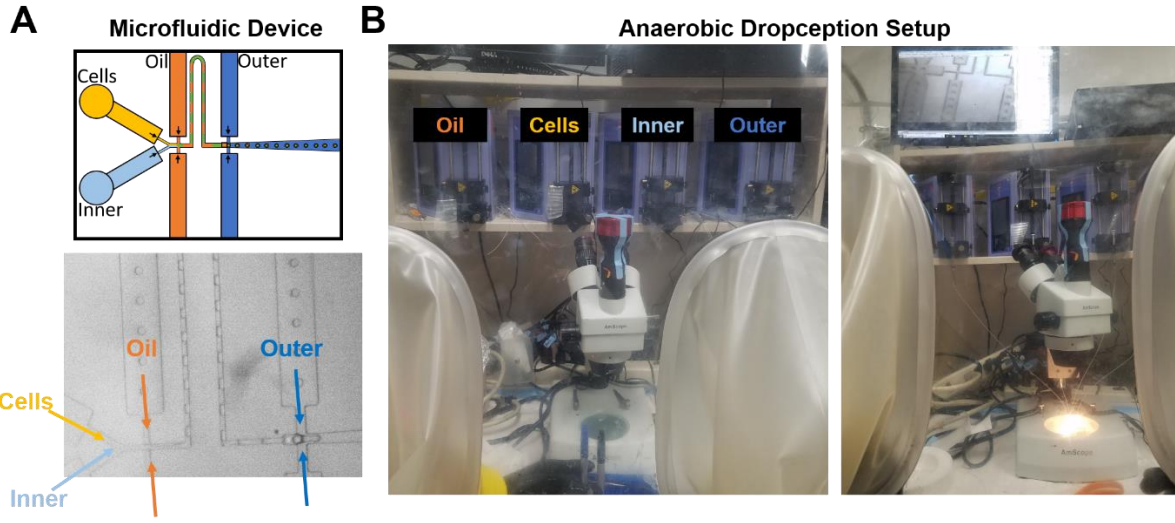 A
Microfluidic Device
Oil
Outer
Cells
Inner
Oil
Outer
Cells
Inner
B
Anaerobic Dropception Setup
Oil
Cells
Inner
Outer
AmScope
AmScope